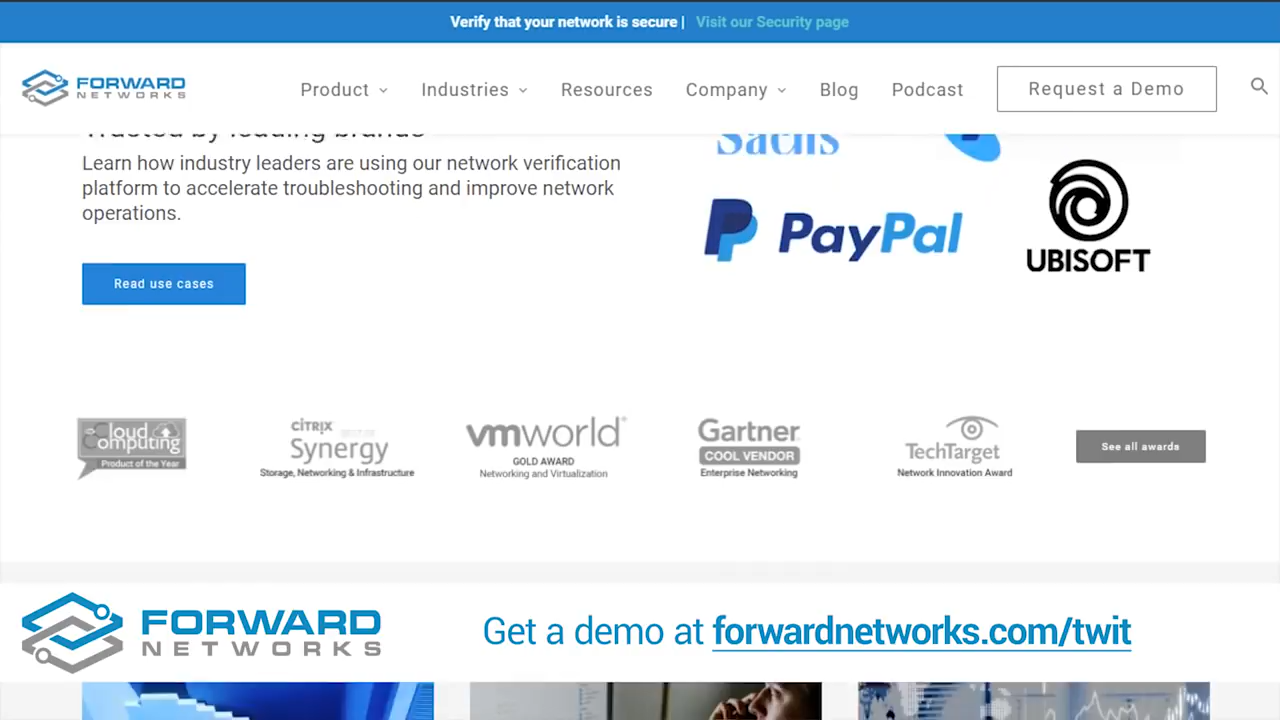 Verify that your network is secure | Visit our Security page
FORWARD
NETWORKS
Product
Industries
Resources
Company
Blog
Podcast
Request a Demo
Trusted by leading brands
Learn how industry leaders are using our network verification
platform to accelerate troubleshooting and improve network
operations.
Read use cases
PayPal
UBISOFT
Cloud
Computing
Product of the Year
CITRIX
Synergy
Storage, Networking & Infrastructure
vmworld
GOLD AWARD
Networking and Virtualization
Gartner
COOL VENDOR
Enterprise Networking
TechTarget
Network Innovation Award
See all awards
FORWARD
NETWORKS
Get a demo at forwardnetworks.com/twit